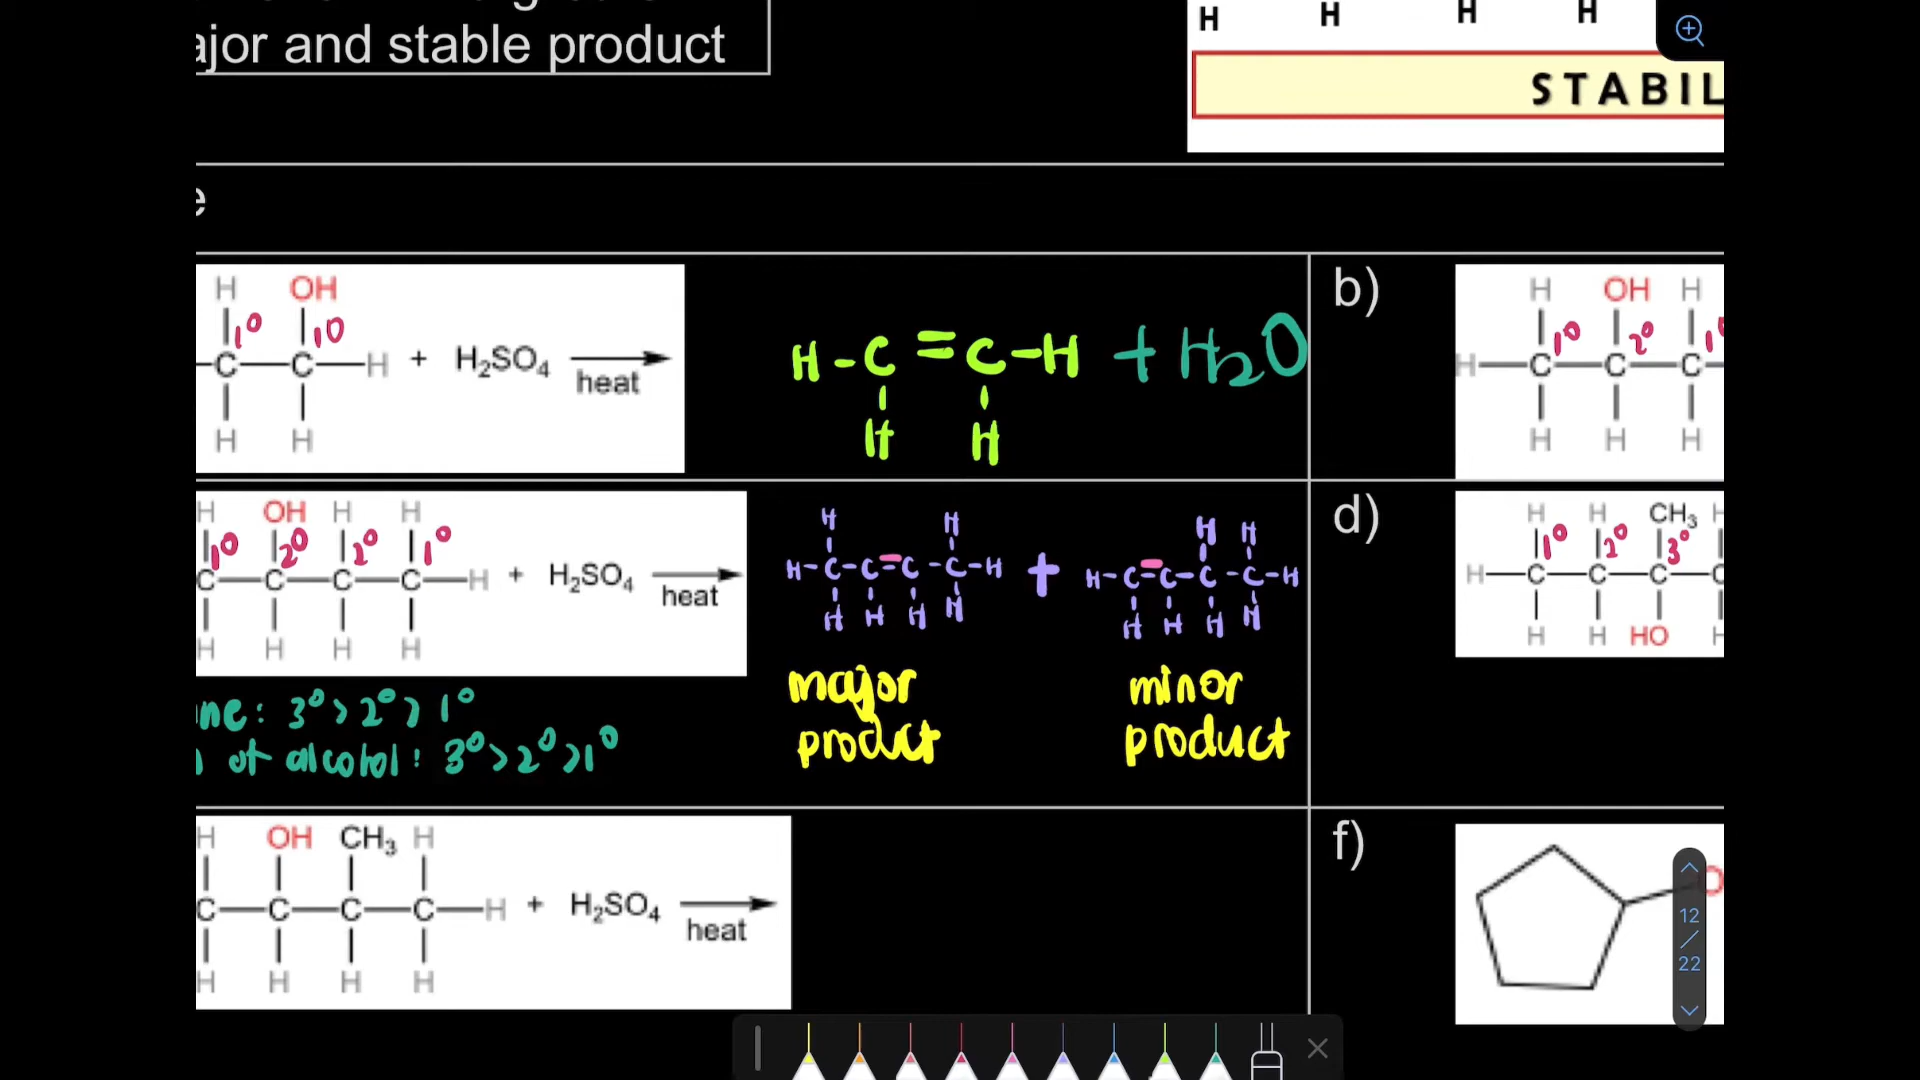 ajor and stable product
H H H H
STABIL
e
H OH
1° 1°
C C H + H₂SO₄ heat
H H
H - C = C - H + H₂O
H H
b)
H OH H
1° 2° 1°
H C C C
H H H
H OH H H
1° 2° 2° 1°
C C C C H + H₂SO₄ heat
H H H H
H H
H-C-C=C-C-H + H-C=C-C-C-H
H H H H H H H H
H H
major product
minor product
ne: 3° > 2° > 1°
n of alcohol: 3° > 2° > 1°
d)
H H CH₃ H
1° 2° 3°
H C C C C
H H HO H
H OH CH₃ H
C C C C H + H₂SO₄ heat
H H H H
f)
O
12
/
22